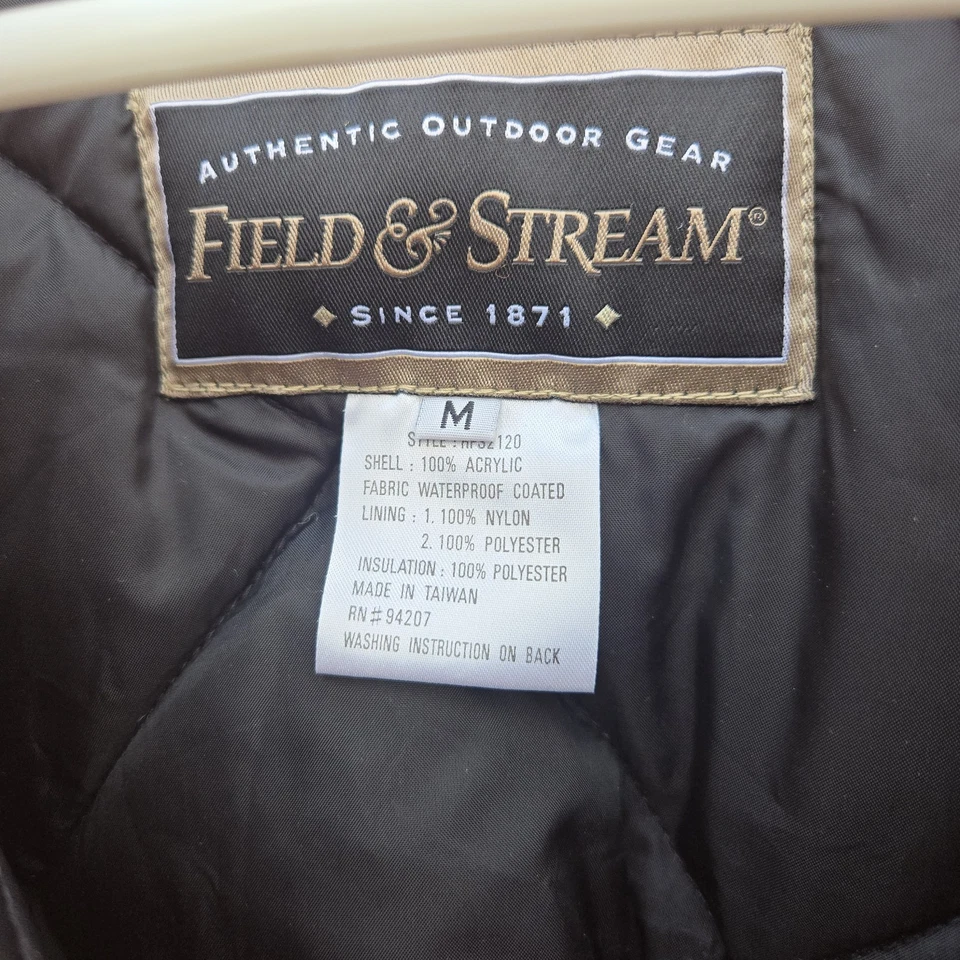 AUTHENTIC OUTDOOR GEAR
FIELD & STREAM®
SINCE 1871
M
STYLE : 
SHELL : 100% ACRYLIC
FABRIC WATERPROOF COATED
LINING : 1. 100% NYLON
2. 100% POLYESTER
INSULATION : 100% POLYESTER
MADE IN TAIWAN
RN# 94207
WASHING INSTRUCTION ON BACK